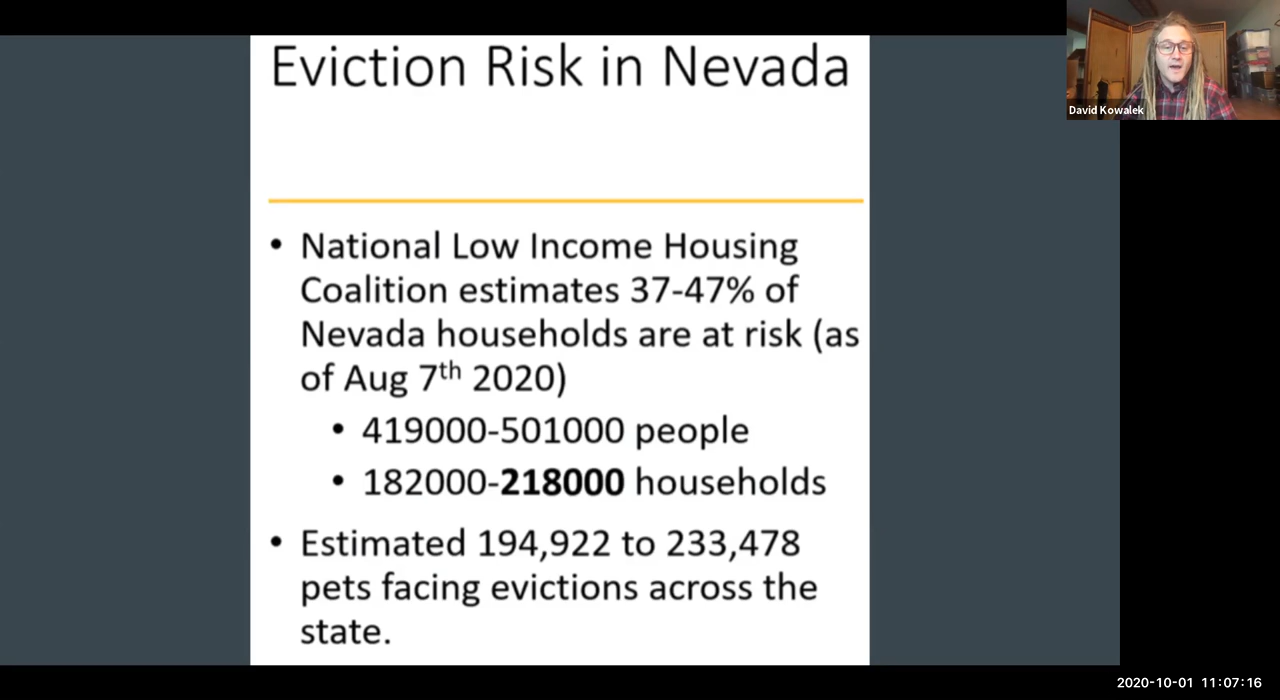 Eviction Risk in Nevada
David Kowalek
• National Low Income Housing
Coalition estimates 37-47% of
Nevada households are at risk (as
of Aug 7th 2020)
• 419000-501000 people
• 182000-218000 households
• Estimated 194,922 to 233,478
pets facing evictions across the
state.
2020-10-01 11:07:16